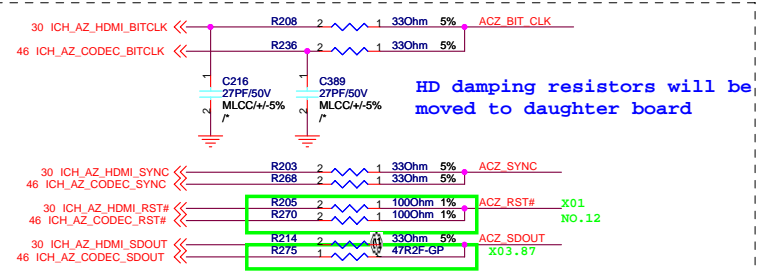 30 ICH_AZ_HDMI_BITCLK R208 2 1 33Ohm 5% ACZ_BIT_CLK
46 ICH_AZ_CODEC_BITCLK R236 2 1 33Ohm 5%
1 C216 1 C389
27PF/50V 27PF/50V
2 MLCC/+/-5% 2 MLCC/+/-5%
/* /*
HD damping resistors will be
moved to daughter board
30 ICH_AZ_HDMI_SYNC R203 2 1 33Ohm 5% ACZ_SYNC
46 ICH_AZ_CODEC_SYNC R268 2 1 33Ohm 5%
30 ICH_AZ_HDMI_RST# R205 2 1 100Ohm 1% ACZ_RST# X01
46 ICH_AZ_CODEC_RST# R270 2 1 100Ohm 1% NO.12
30 ICH_AZ_HDMI_SDOUT R214 2 33Ohm 5% ACZ_SDOUT
46 ICH_AZ_CODEC_SDOUT R275 1 47R2F-GP X03.87